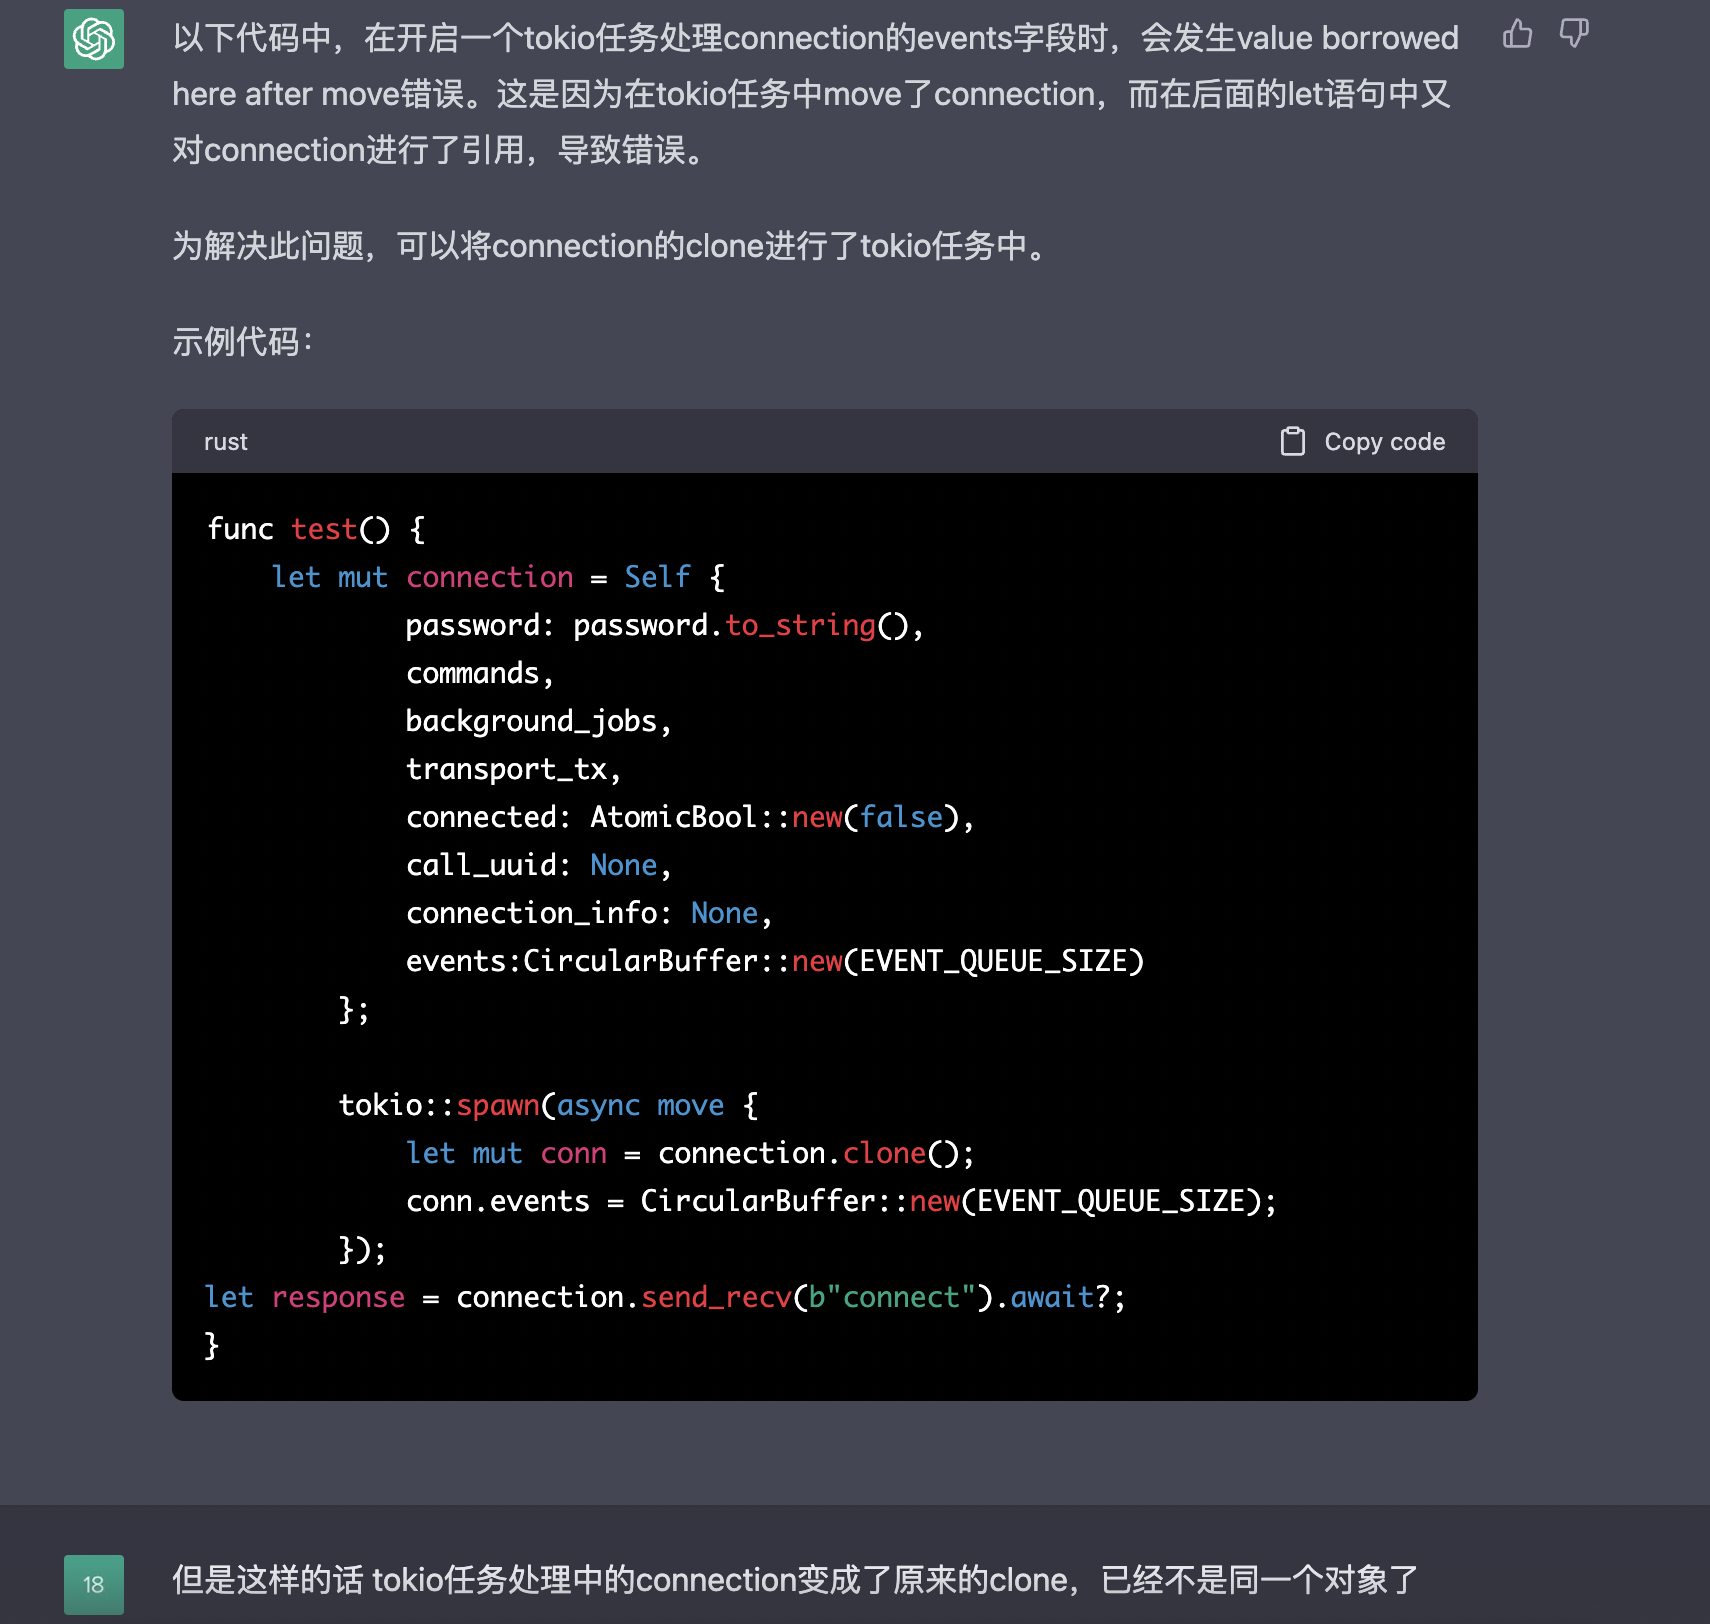 以下代码中，在开启一个tokio任务处理connection的events字段时，会发生value borrowed
here after move错误。这是因为在tokio任务中move了connection，而在后面的let语句中又
对connection进行了引用，导致错误。
为解决此问题，可以将connection的clone进行了tokio任务中。
示例代码：
rust
Copy code
func test() {
    let mut connection = Self {
            password: password.to_string(),
            commands,
            background_jobs,
            transport_tx,
            connected: AtomicBool::new(false),
            call_uuid: None,
            connection_info: None,
            events:CircularBuffer::new(EVENT_QUEUE_SIZE)
        };
        tokio::spawn(async move {
            let mut conn = connection.clone();
            conn.events = CircularBuffer::new(EVENT_QUEUE_SIZE);
        });
let response = connection.send_recv(b"connect").await?;
}
18
但是这样的话 tokio任务处理中的connection变成了原来的clone，已经不是同一个对象了